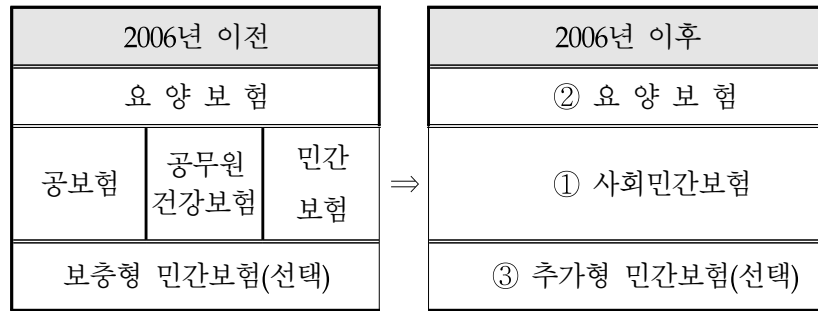 2006년 이전
요 양 보 험
공보험
공무원
건강보험
민간
보험
보충형 민간보험(선택)
⇒
2006년 이후
② 요 양 보 험
① 사회민간보험
③ 추가형 민간보험(선택)